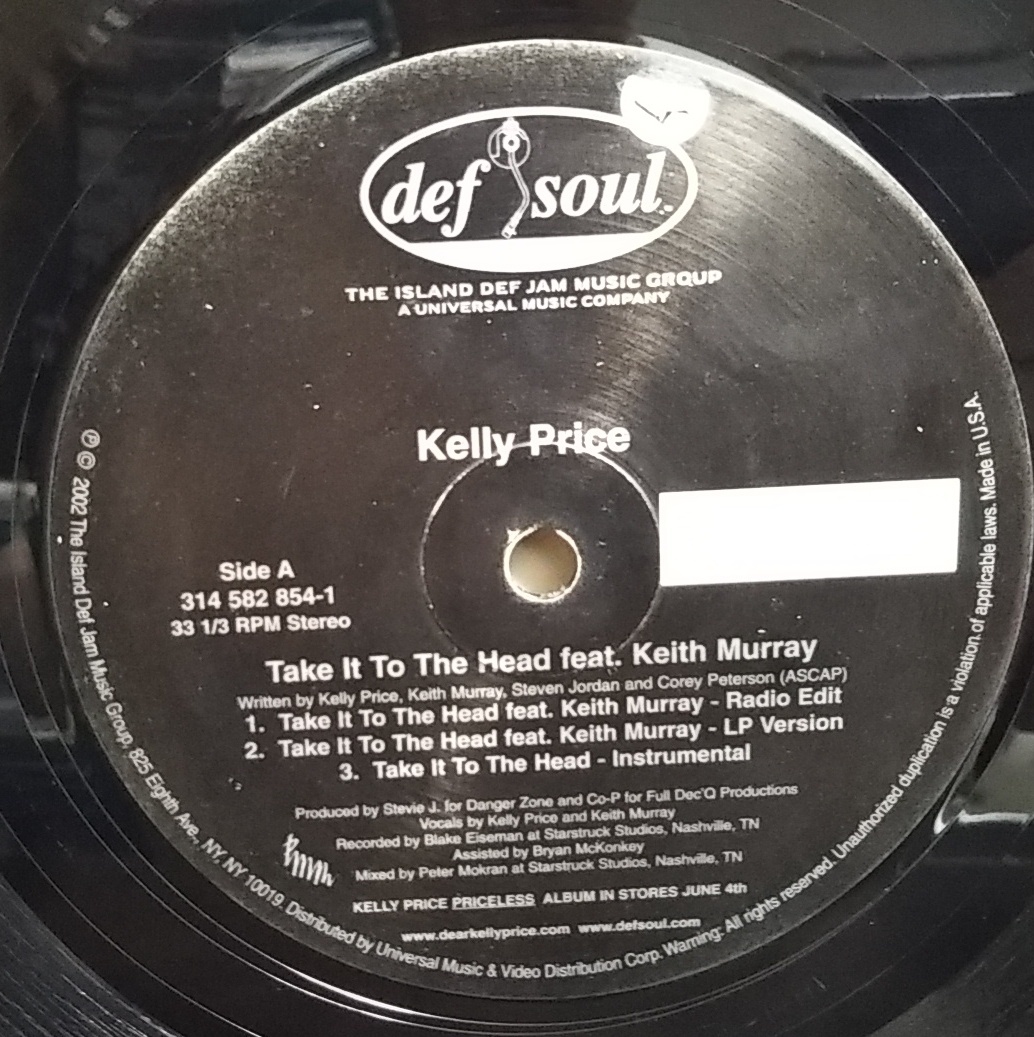 def soul
THE ISLAND DEF JAM MUSIC GROUP
A UNIVERSAL MUSIC COMPANY
Kelly Price
Side A
314 582 854-1
33 1/3 RPM Stereo
Take It To The Head feat. Keith Murray
Written by Kelly Price, Keith Murray, Steven Jordan and Corey Peterson (ASCAP)
1. Take It To The Head feat. Keith Murray - Radio Edit
2. Take It To The Head feat. Keith Murray - LP Version
3. Take It To The Head - Instrumental
Produced by Stevie J. for Danger Zone and Co-P for Full Dec'Q Productions
Vocals by Kelly Price and Keith Murray
Recorded by Blake Eiseman at Starstruck Studios, Nashville, TN
Assisted by Bryan McKonkey
Mixed by Peter Mokran at Starstruck Studios, Nashville, TN
KELLY PRICE PRICELESS ALBUM IN STORES JUNE 4th
www.dearkellyprice.com www.defsoul.com
℗ © 2002 The Island Def Jam Music Group, 825 Eighth Ave., NY, NY 10019. Distributed by Universal Music & Video Distribution Corp. Warning: All rights reserved. Unauthorized duplication is a violation of applicable laws. Made in U.S.A.